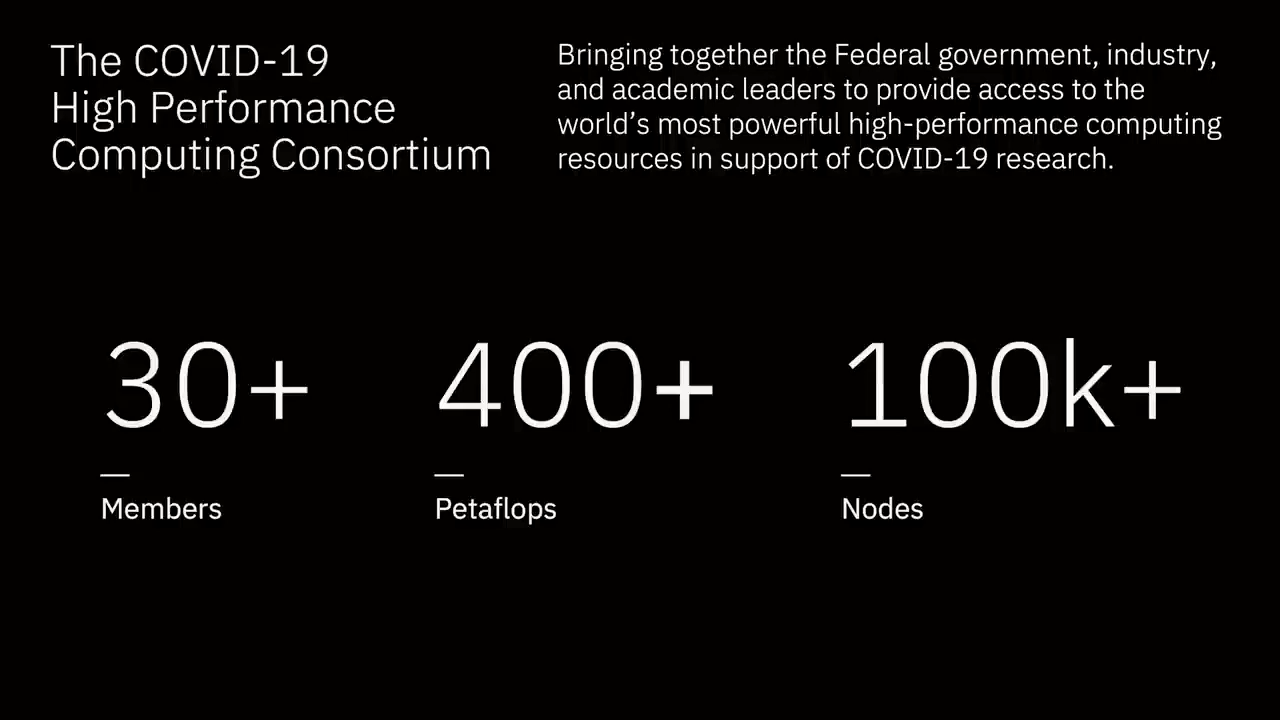 The COVID-19
High Performance
Computing Consortium
Bringing together the Federal government, industry,
and academic leaders to provide access to the
world’s most powerful high-performance computing
resources in support of COVID-19 research.
30+
Members
400+
Petaflops
100k+
Nodes